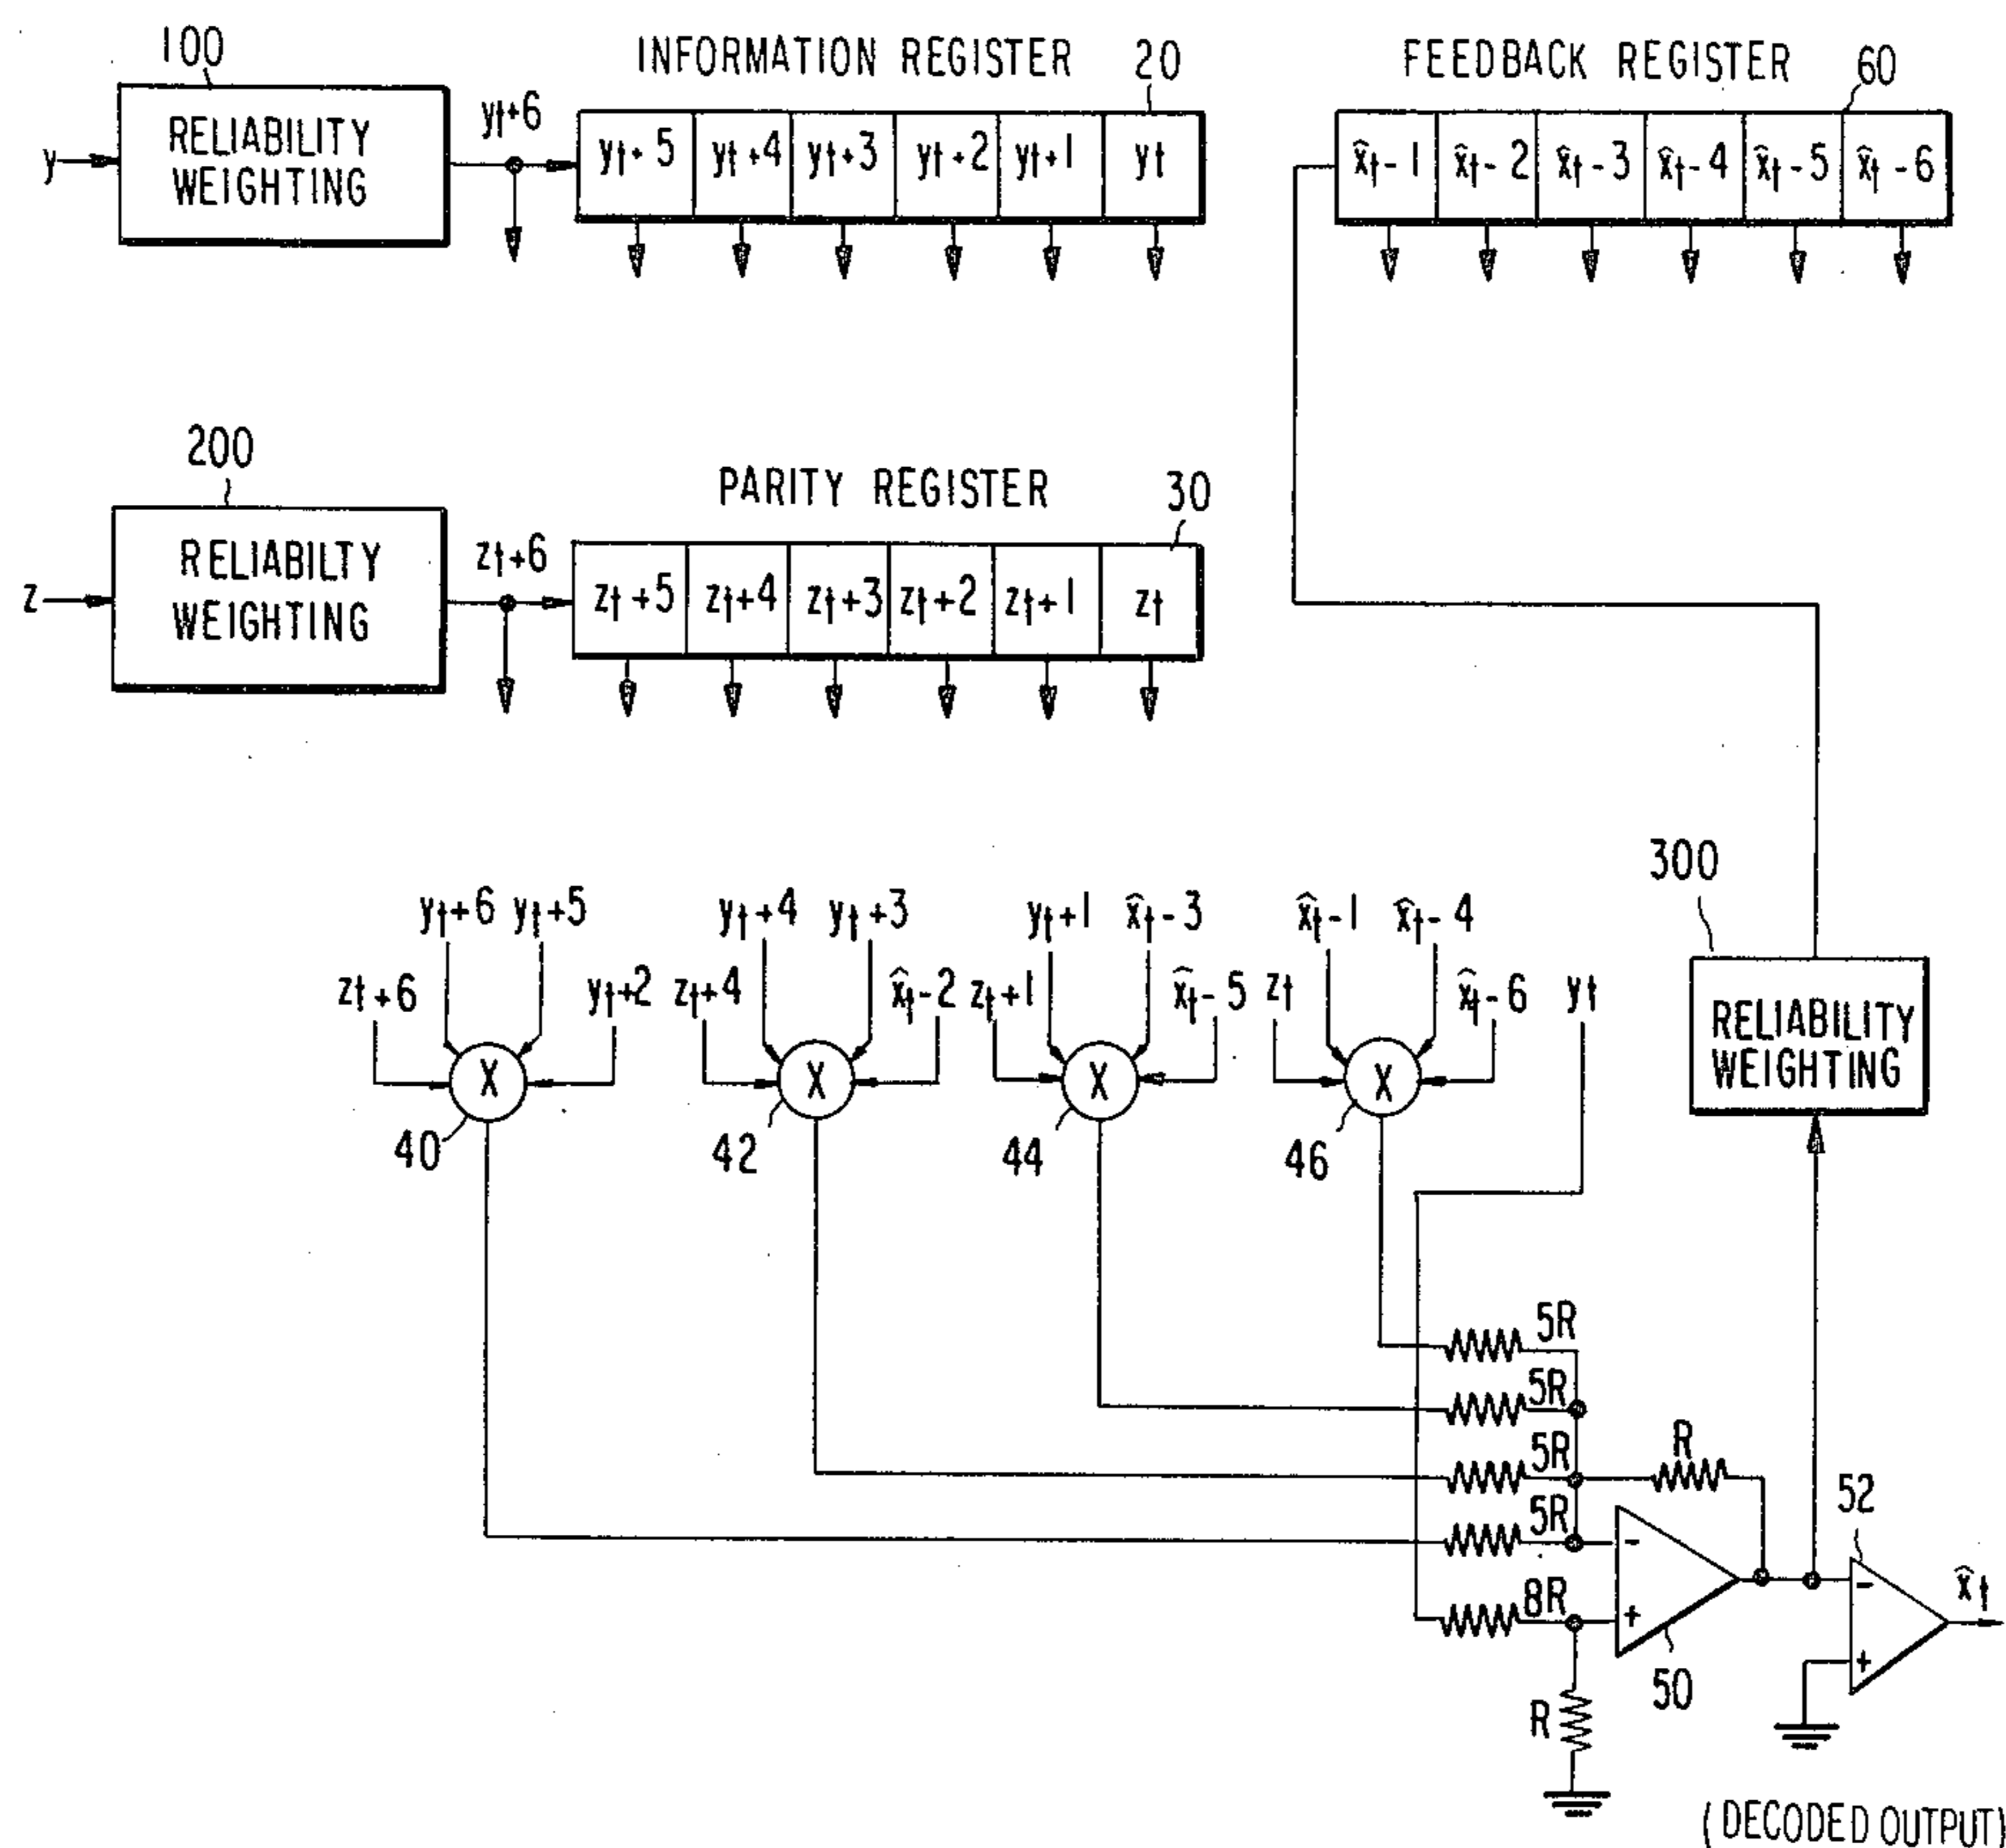 100
INFORMATION REGISTER 20
FEEDBACK REGISTER 60
y
RELIABILITY
WEIGHTING
yt+6
yt+5 yt+4 yt+3 yt+2 yt+1 yt
x̂t-1 x̂t-2 x̂t-3 x̂t-4 x̂t-5 x̂t-6
200
PARITY REGISTER 30
z
RELIABILTY
WEIGHTING
zt+6
zt+5 zt+4 zt+3 zt+2 zt+1 zt
300
RELIABILITY
WEIGHTING
yt+6 yt+5 yt+4 yt+3 yt+1 x̂t-3 x̂t-1 x̂t-4
zt+6 yt+2 zt+4 x̂t-2 zt+1 x̂t-5 zt x̂t-6 yt
X X X X
40 42 44 46
5R
5R
5R
R
5R
52
8R
-
+
50
-
+
x̂t
R
(DECODED OUTPUT)